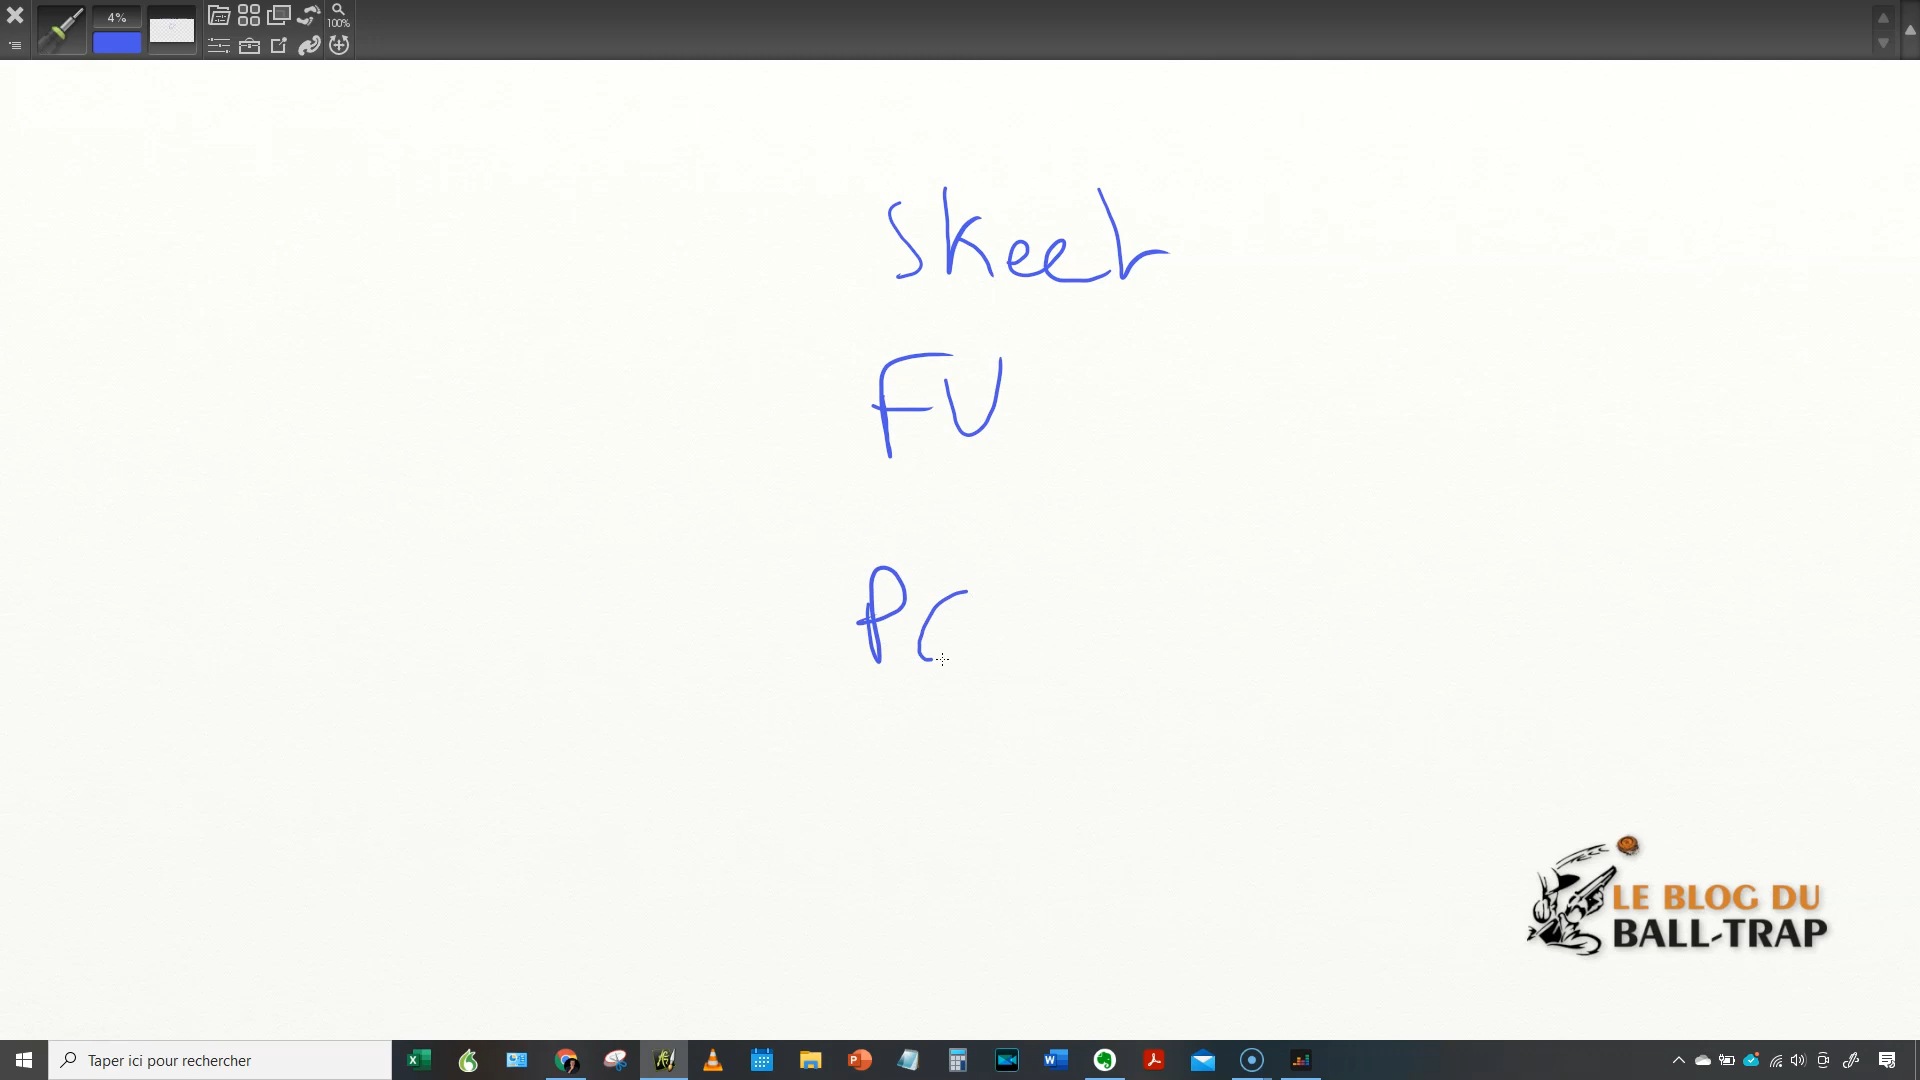 4%
100%
Skeet
FU
PC
LE BLOG DU
BALL-TRAP
Taper ici pour rechercher